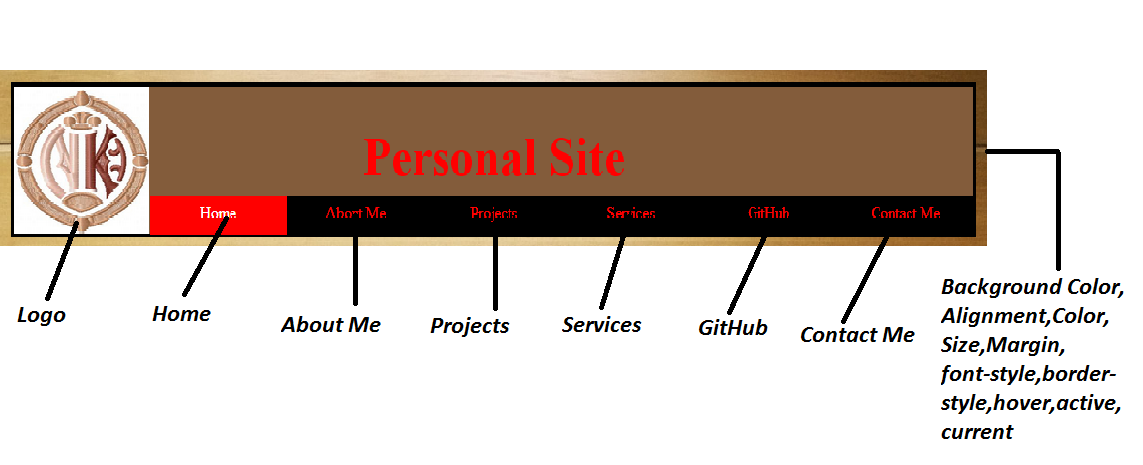 Personal Site
Home
About Me
Projects
Services
GitHub
Contact Me
Logo
Home
About Me
Projects
Services
GitHub
Contact Me
Background Color,
Alignment,Color,
Size,Margin,
font-style,border-
style,hover,active,
current